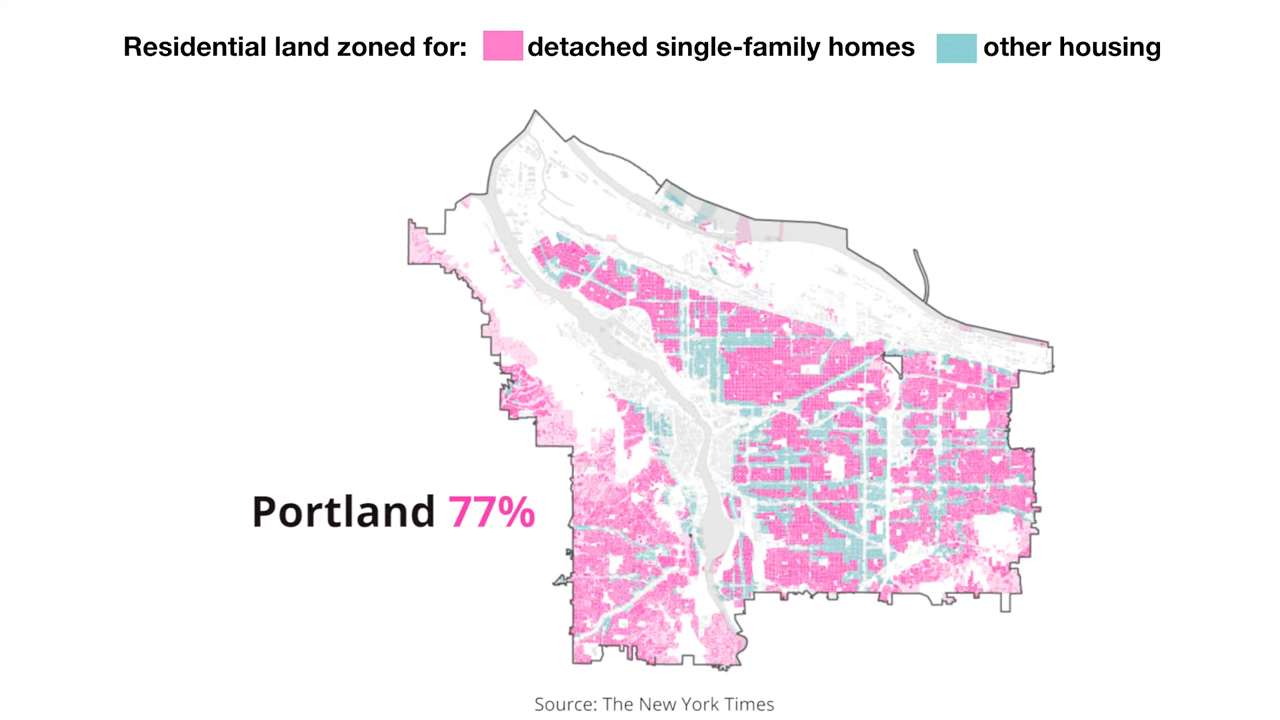 Residential land zoned for: detached single-family homes other housing
Portland 77%
Source: The New York Times